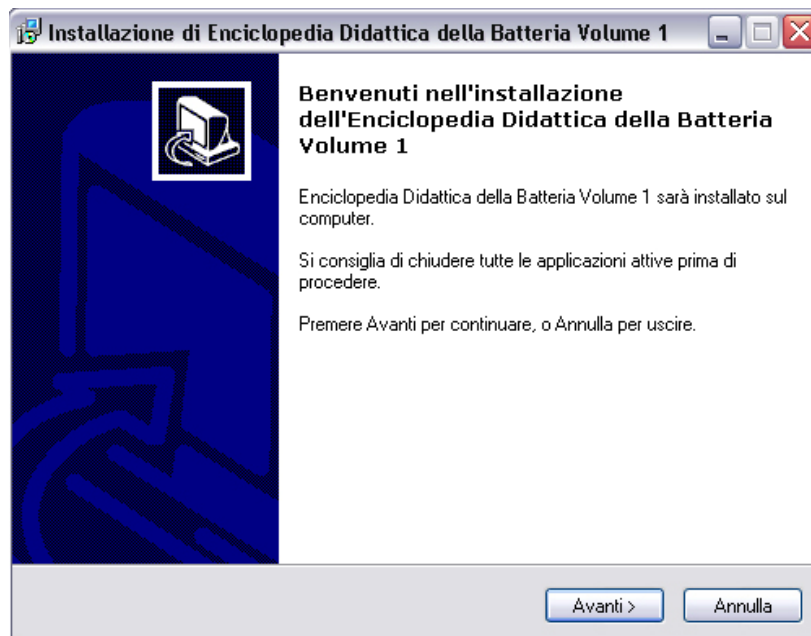 Installazione di Enciclopedia Didattica della Batteria Volume 1
Benvenuti nell'installazione
dell'Enciclopedia Didattica della Batteria
Volume 1
Enciclopedia Didattica della Batteria Volume 1 sarà installato sul
computer.
Si consiglia di chiudere tutte le applicazioni attive prima di
procedere.
Premere Avanti per continuare, o Annulla per uscire.
Avanti >
Annulla